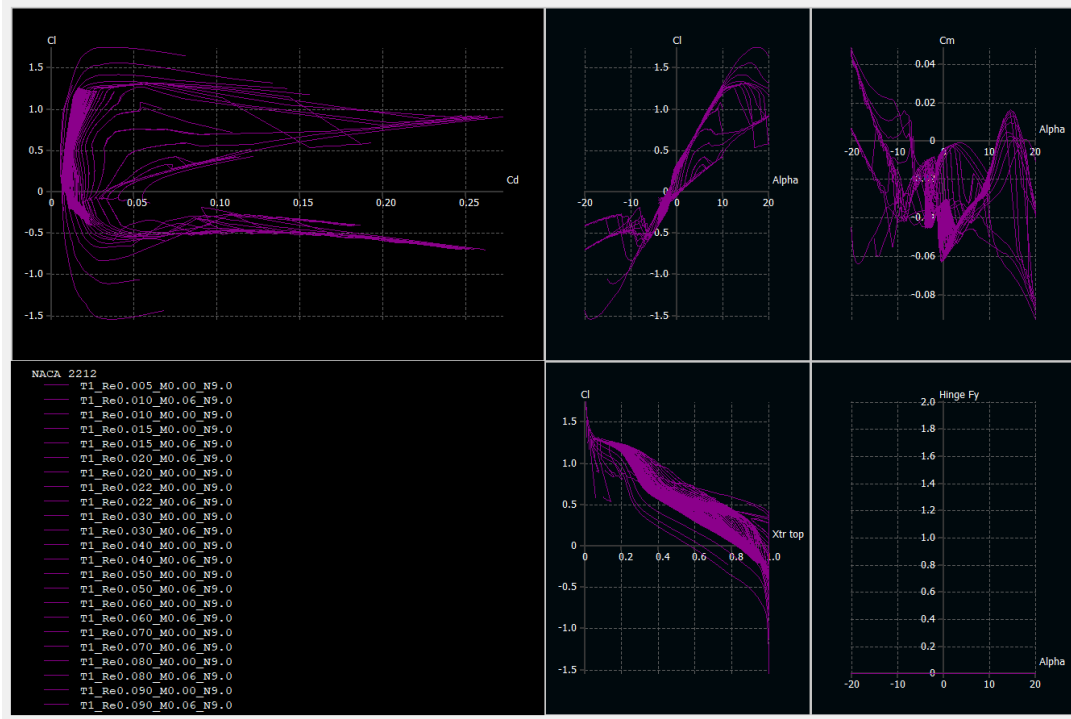 Cl
1.5
1.0
0.5
0
-0.5
-1.0
-1.5
0 0.05 0.10 0.15 0.20 0.25
Cd
Cl
1.5
1.0
0.5
0
-0.5
-1.0
-1.5
-20 -10 0 10 20
Alpha
Cm
0.04
0.02
0
-0.06
-0.08
-20 -10 0 10 20
Alpha
NACA 2212
T1_Re0.005_M0.00_N9.0
T1_Re0.010_M0.06_N9.0
T1_Re0.010_M0.00_N9.0
T1_Re0.015_M0.00_N9.0
T1_Re0.015_M0.06_N9.0
T1_Re0.020_M0.06_N9.0
T1_Re0.020_M0.00_N9.0
T1_Re0.022_M0.00_N9.0
T1_Re0.022_M0.06_N9.0
T1_Re0.030_M0.00_N9.0
T1_Re0.030_M0.06_N9.0
T1_Re0.040_M0.00_N9.0
T1_Re0.040_M0.06_N9.0
T1_Re0.050_M0.00_N9.0
T1_Re0.050_M0.06_N9.0
T1_Re0.060_M0.00_N9.0
T1_Re0.060_M0.06_N9.0
T1_Re0.070_M0.00_N9.0
T1_Re0.070_M0.06_N9.0
T1_Re0.080_M0.00_N9.0
T1_Re0.080_M0.06_N9.0
T1_Re0.090_M0.00_N9.0
T1_Re0.090_M0.06_N9.0
Cl
1.5
1.0
0.5
0
-0.5
-1.0
-1.5
0 0.2 0.4 0.6 0.8 1.0
Xtr top
Hinge Fy
2.0
1.8
1.6
1.4
1.2
1.0
0.8
0.6
0.4
0.2
0
-20 -10 0 10 20
Alpha